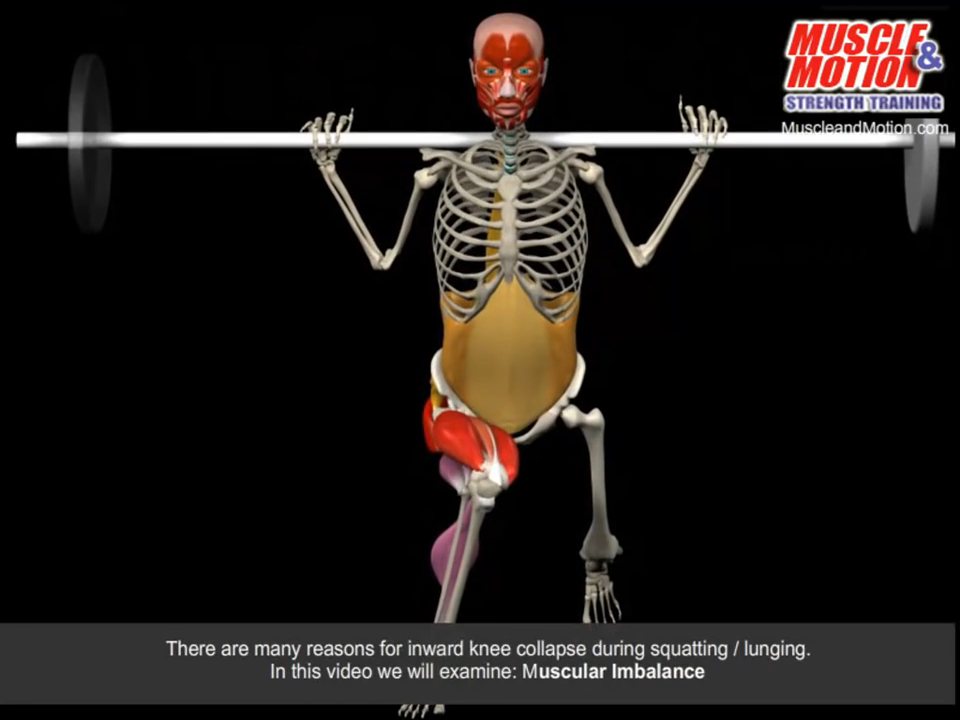 MUSCLE &
MOTION
STRENGTH TRAINING
MuscleandMotion.com
There are many reasons for inward knee collapse during squatting / lunging.
In this video we will examine: Muscular Imbalance